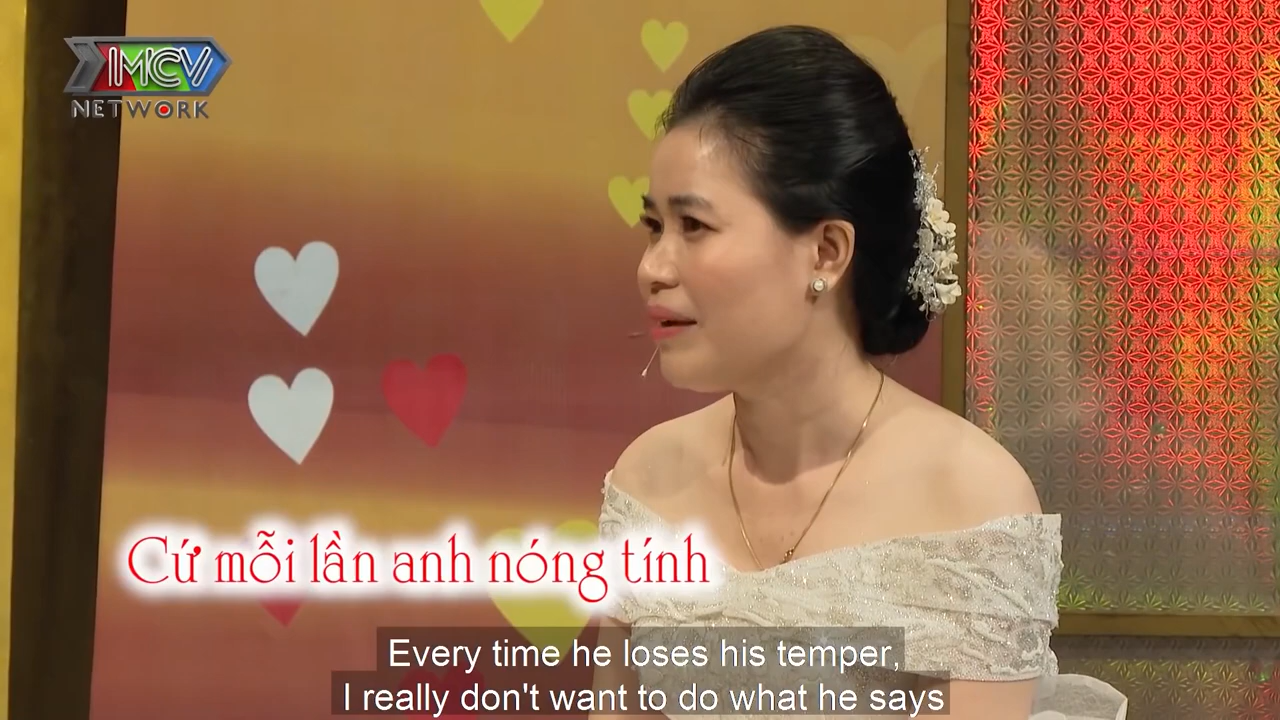 MCV
NETWORK
Cứ mỗi lần anh nóng tính
Every time he loses his temper,
I really don't want to do what he says